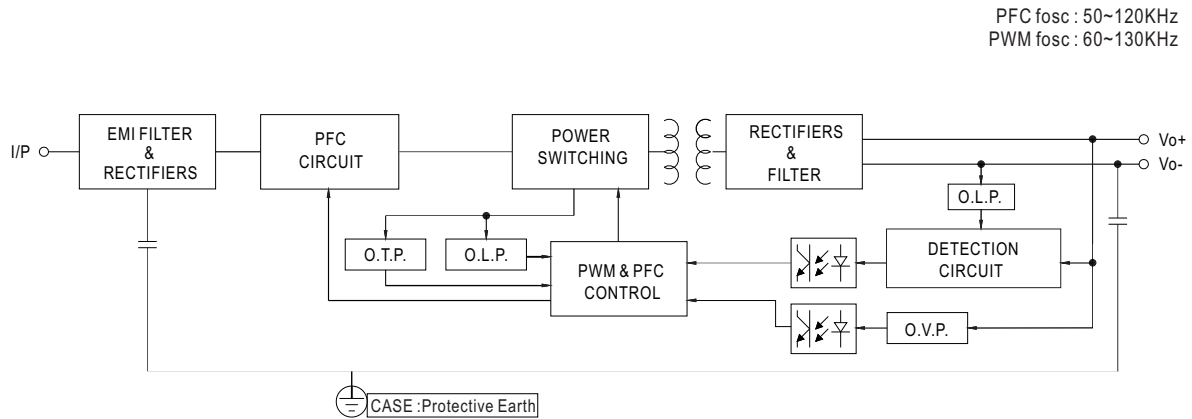 PFC fosc : 50~120KHz
PWM fosc : 60~130KHz
I/P
EMI FILTER
&
RECTIFIERS
PFC
CIRCUIT
POWER
SWITCHING
RECTIFIERS
&
FILTER
Vo+
Vo-
O.L.P.
O.T.P.
O.L.P.
PWM & PFC
CONTROL
DETECTION
CIRCUIT
O.V.P.
CASE : Protective Earth